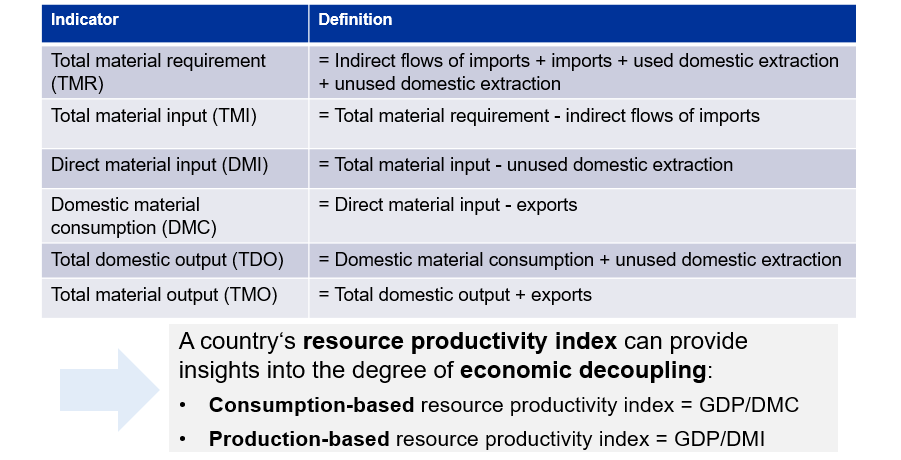 Indicator
Definition
Total material requirement
(TMR)
= Indirect flows of imports + imports + used domestic extraction
+ unused domestic extraction
Total material input (TMI)
= Total material requirement - indirect flows of imports
Direct material input (DMI)
= Total material input - unused domestic extraction
Domestic material
consumption (DMC)
= Direct material input - exports
Total domestic output (TDO)
= Domestic material consumption + unused domestic extraction
Total material output (TMO)
= Total domestic output + exports
A country‘s resource productivity index can provide
insights into the degree of economic decoupling:
• Consumption-based resource productivity index = GDP/DMC
• Production-based resource productivity index = GDP/DMI